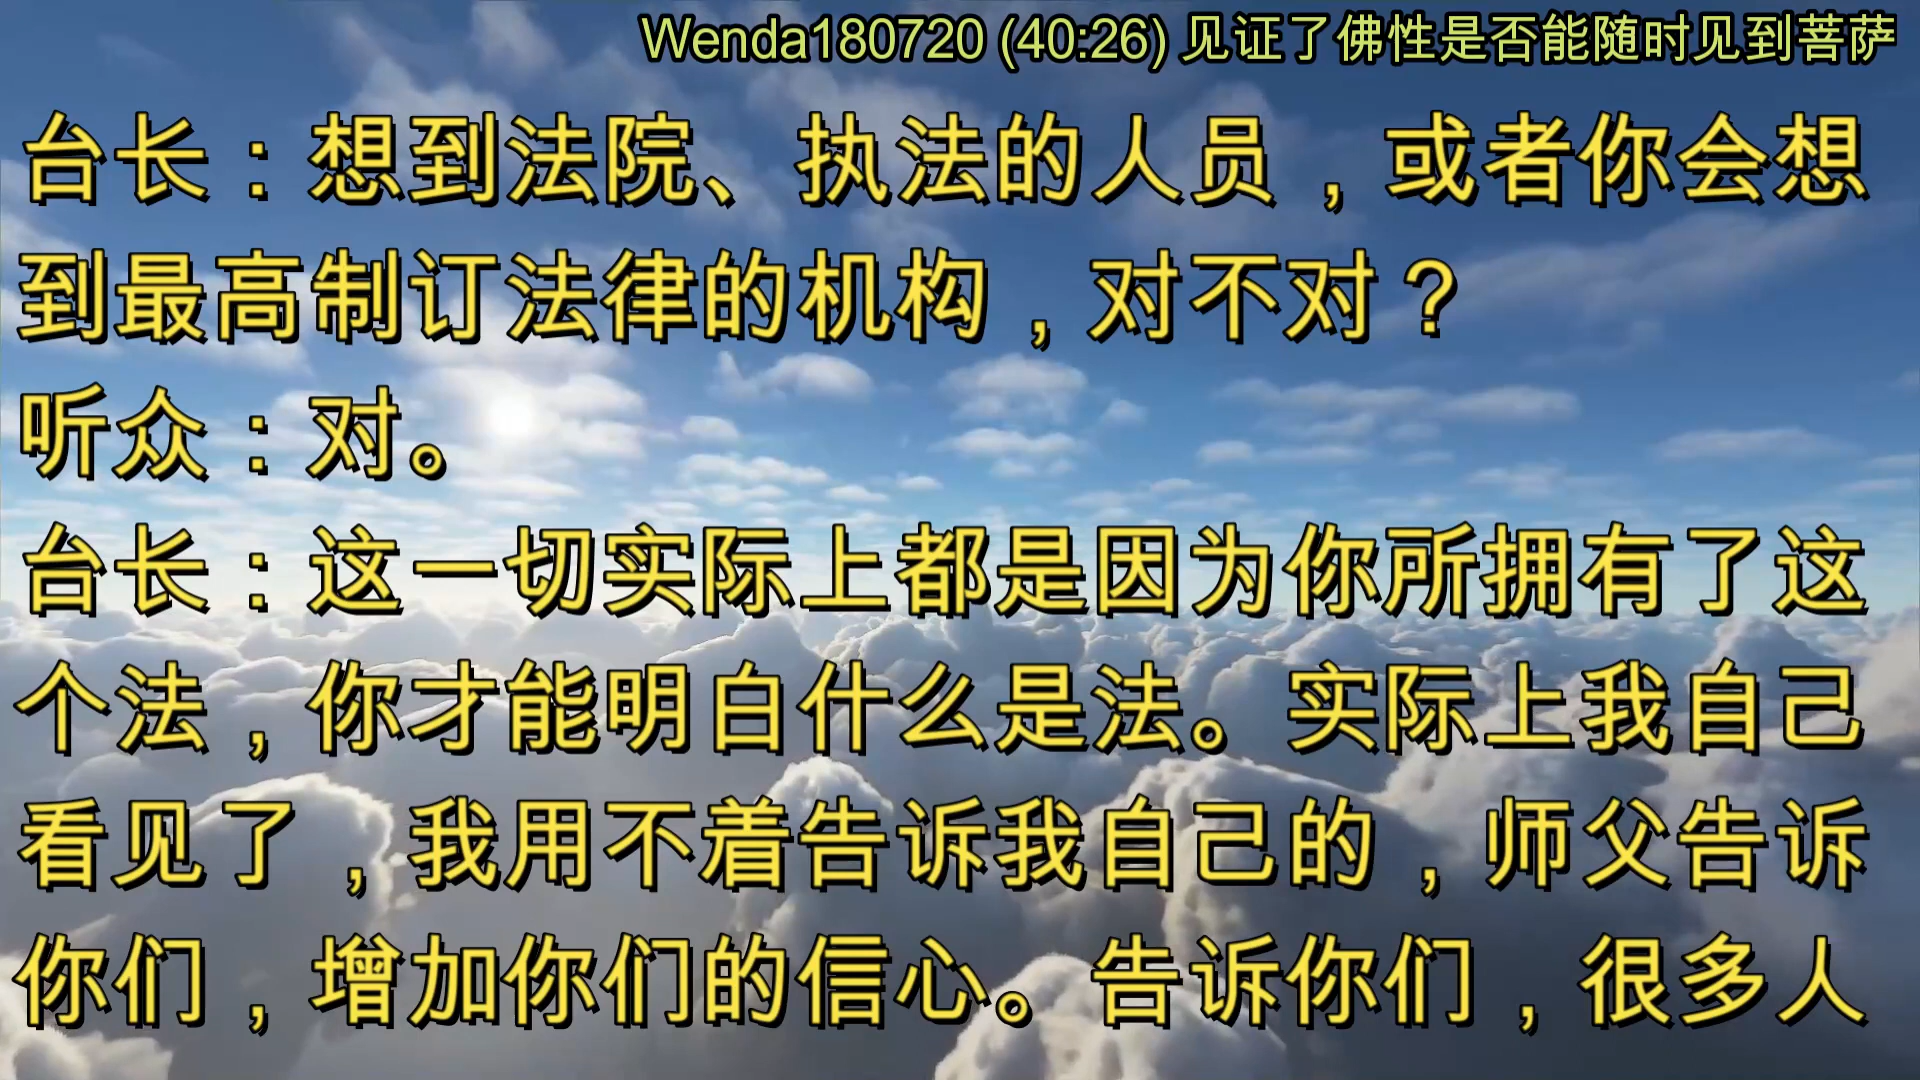 Wenda180720 (40:26) 见证了佛性是否能随时见到菩萨
台长：想到法院、执法的人员，或者你会想
到最高制订法律的机构，对不对？
听众：对。
台长：这一切实际上都是因为你所拥有了这
个法，你才能明白什么是法。实际上我自己
看见了，我用不着告诉我自己的，师父告诉
你们，增加你们的信心。告诉你们，很多人